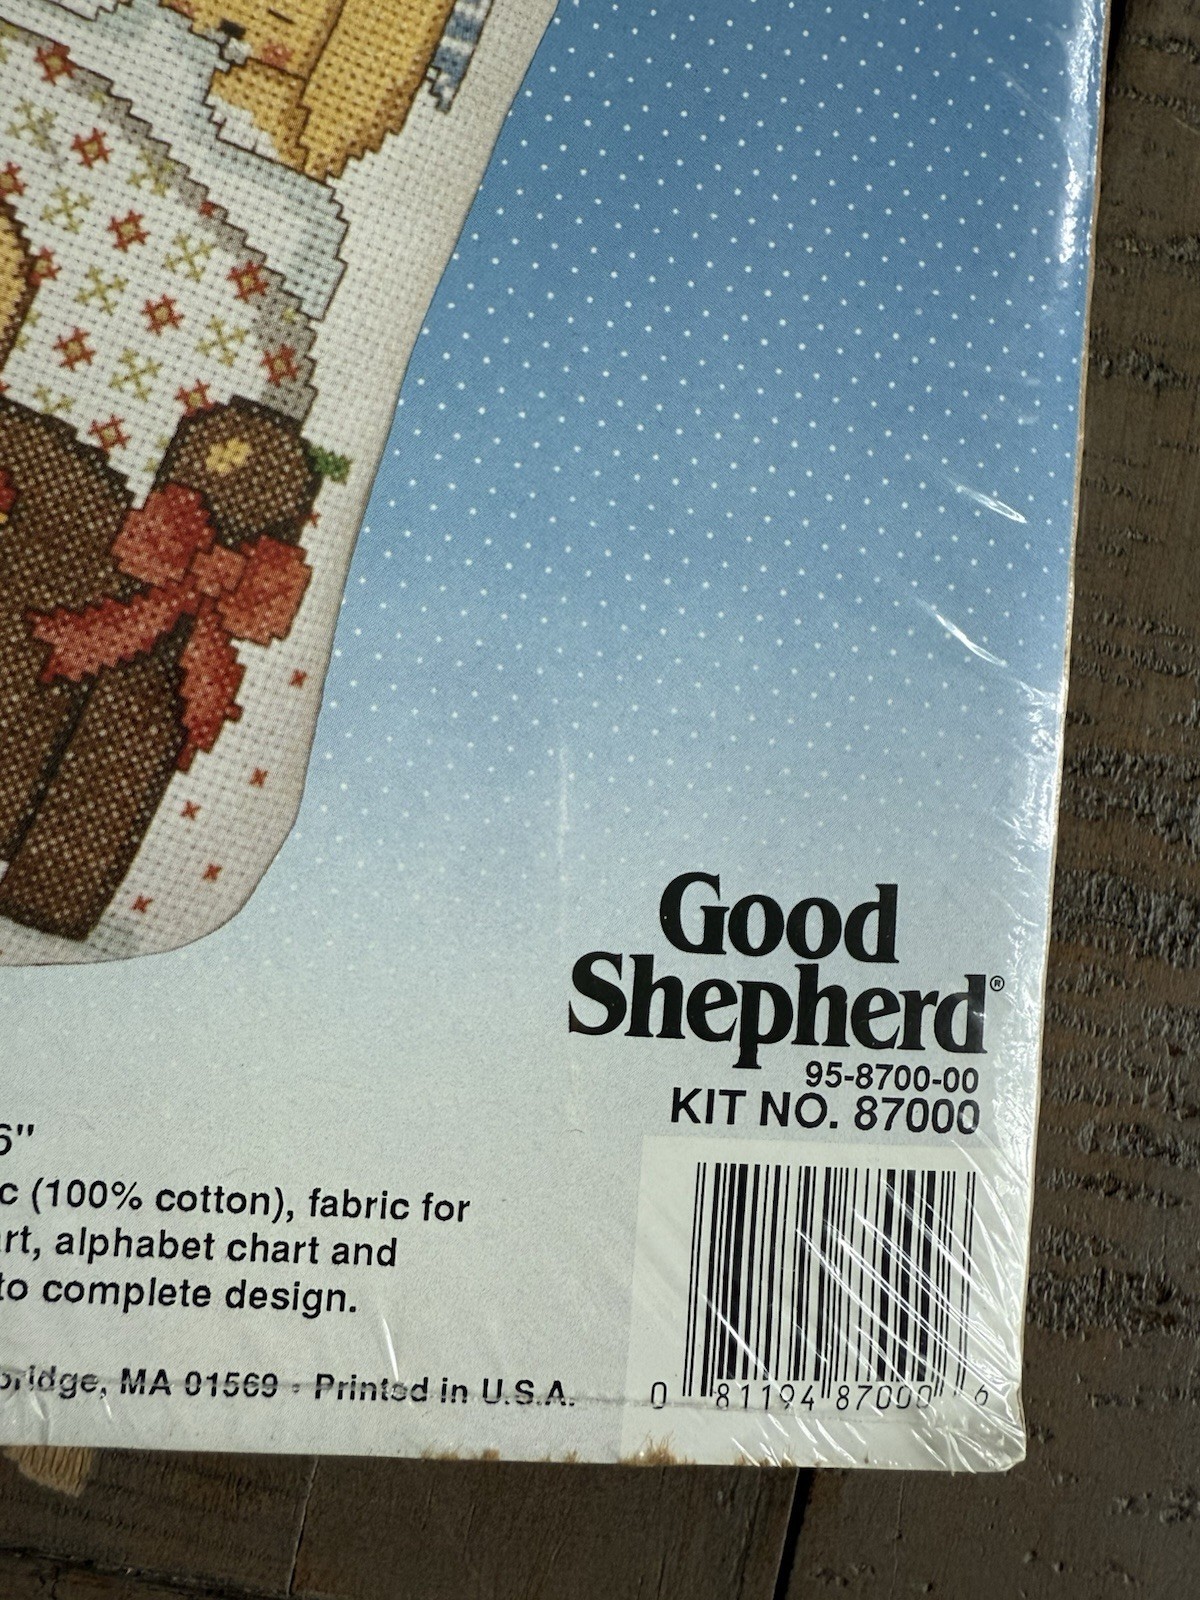 Good
Shepherd®
95-8700-00
KIT NO. 87000
6"
c (100% cotton), fabric for
rt, alphabet chart and
to complete design.
bridge, MA 01569 · Printed in U.S.A.
0 81194 87000 6